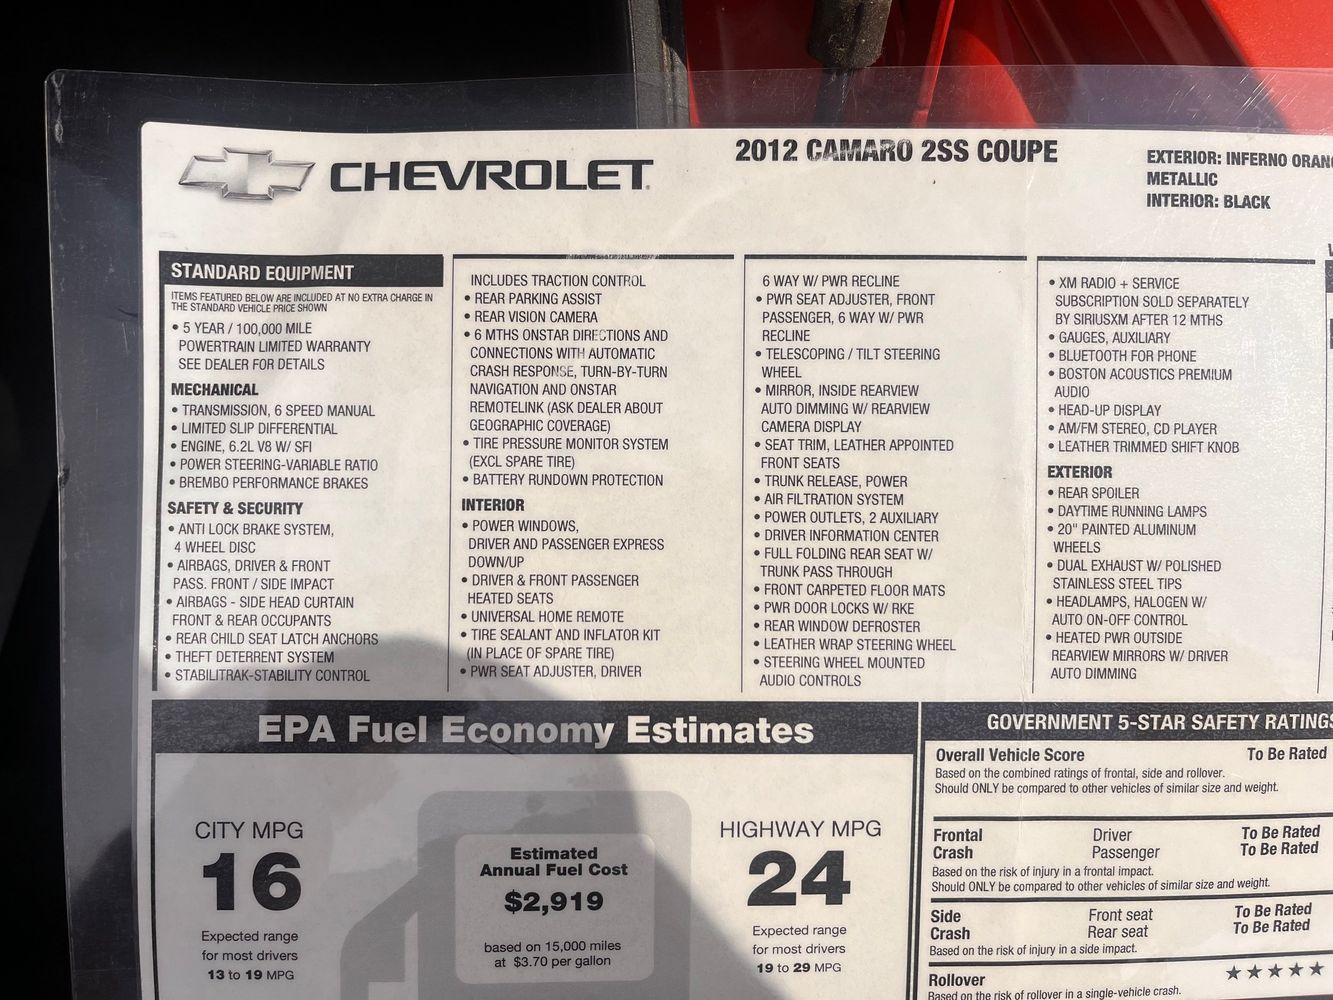 CHEVROLET
2012 CAMARO 2SS COUPE
EXTERIOR: INFERNO
METALLIC
INTERIOR: BLACK
STANDARD EQUIPMENT
ITEMS FEATURED BELOW ARE INCLUDED AT NO EXTRA CHARGE IN
THE STANDARD VEHICLE PRICE SHOWN
• 5 YEAR / 100,000 MILE
POWERTRAIN LIMITED WARRANTY
SEE DEALER FOR DETAILS
MECHANICAL
• TRANSMISSION, 6 SPEED MANUAL
• LIMITED SLIP DIFFERENTIAL
• ENGINE, 6.2L V8 W/ SFI
• POWER STEERING-VARIABLE RATIO
• BREMBO PERFORMANCE BRAKES
SAFETY & SECURITY
• ANTI LOCK BRAKE SYSTEM,
4 WHEEL DISC
• AIRBAGS, DRIVER & FRONT
PASS. FRONT / SIDE IMPACT
• AIRBAGS - SIDE HEAD CURTAIN
FRONT & REAR OCCUPANTS
• REAR CHILD SEAT LATCH ANCHORS
• THEFT DETERRENT SYSTEM
• STABILITRAK-STABILITY CONTROL
INCLUDES TRACTION CONTROL
• REAR PARKING ASSIST
• REAR VISION CAMERA
• 6 MTHS ONSTAR DIRECTIONS AND
CONNECTIONS WITH AUTOMATIC
CRASH RESPONSE, TURN-BY-TURN
NAVIGATION AND ONSTAR
REMOTELINK (ASK DEALER ABOUT
GEOGRAPHIC COVERAGE)
• TIRE PRESSURE MONITOR SYSTEM
(EXCL SPARE TIRE)
• BATTERY RUNDOWN PROTECTION
INTERIOR
• POWER WINDOWS,
DRIVER AND PASSENGER EXPRESS
DOWN/UP
• DRIVER & FRONT PASSENGER
HEATED SEATS
• UNIVERSAL HOME REMOTE
• TIRE SEALANT AND INFLATOR KIT
(IN PLACE OF SPARE TIRE)
• PWR SEAT ADJUSTER, DRIVER
6 WAY W/ PWR RECLINE
• PWR SEAT ADJUSTER, FRONT
PASSENGER, 6 WAY W/ PWR
RECLINE
• TELESCOPING / TILT STEERING
WHEEL
• MIRROR, INSIDE REARVIEW
AUTO DIMMING W/ REARVIEW
CAMERA DISPLAY
• SEAT TRIM, LEATHER APPOINTED
FRONT SEATS
• TRUNK RELEASE, POWER
• AIR FILTRATION SYSTEM
• POWER OUTLETS, 2 AUXILIARY
• DRIVER INFORMATION CENTER
• FULL FOLDING REAR SEAT W/
TRUNK PASS THROUGH
• FRONT CARPETED FLOOR MATS
• PWR DOOR LOCKS W/ RKE
• REAR WINDOW DEFROSTER
• LEATHER WRAP STEERING WHEEL
• STEERING WHEEL MOUNTED
AUDIO CONTROLS
• XM RADIO + SERVICE
SUBSCRIPTION SOLD SEPARATELY
BY SIRIUSXM AFTER 12 MTHS
• GAUGES, AUXILIARY
• BLUETOOTH FOR PHONE
• BOSTON ACOUSTICS PREMIUM
AUDIO
• HEAD-UP DISPLAY
• AM/FM STEREO, CD PLAYER
• LEATHER TRIMMED SHIFT KNOB
EXTERIOR
• REAR SPOILER
• DAYTIME RUNNING LAMPS
• 20" PAINTED ALUMINUM
WHEELS
• DUAL EXHAUST W/ POLISHED
STAINLESS STEEL TIPS
• HEADLAMPS, HALOGEN W/
AUTO ON-OFF CONTROL
• HEATED PWR OUTSIDE
REARVIEW MIRRORS W/ DRIVER
AUTO DIMMING
EPA Fuel Economy Estimates
CITY MPG
16
Expected range
for most drivers
13 to 19 MPG
Estimated
Annual Fuel Cost
$2,919
based on 15,000 miles
at $3.70 per gallon
HIGHWAY MPG
24
Expected range
for most drivers
19 to 29 MPG
GOVERNMENT 5-STAR SAFETY RATINGS
Overall Vehicle Score To Be Rated
Based on the combined ratings of frontal, side and rollover.
Should ONLY be compared to other vehicles of similar size and weight.
Frontal Driver To Be Rated
Crash Passenger To Be Rated
Based on the risk of injury in a frontal impact.
Should ONLY be compared to other vehicles of similar size and weight.
Side Front seat To Be Rated
Crash Rear seat To Be Rated
Based on the risk of injury in a side impact.
Rollover ★★★★★
Based on the risk of rollover in a single-vehicle crash.